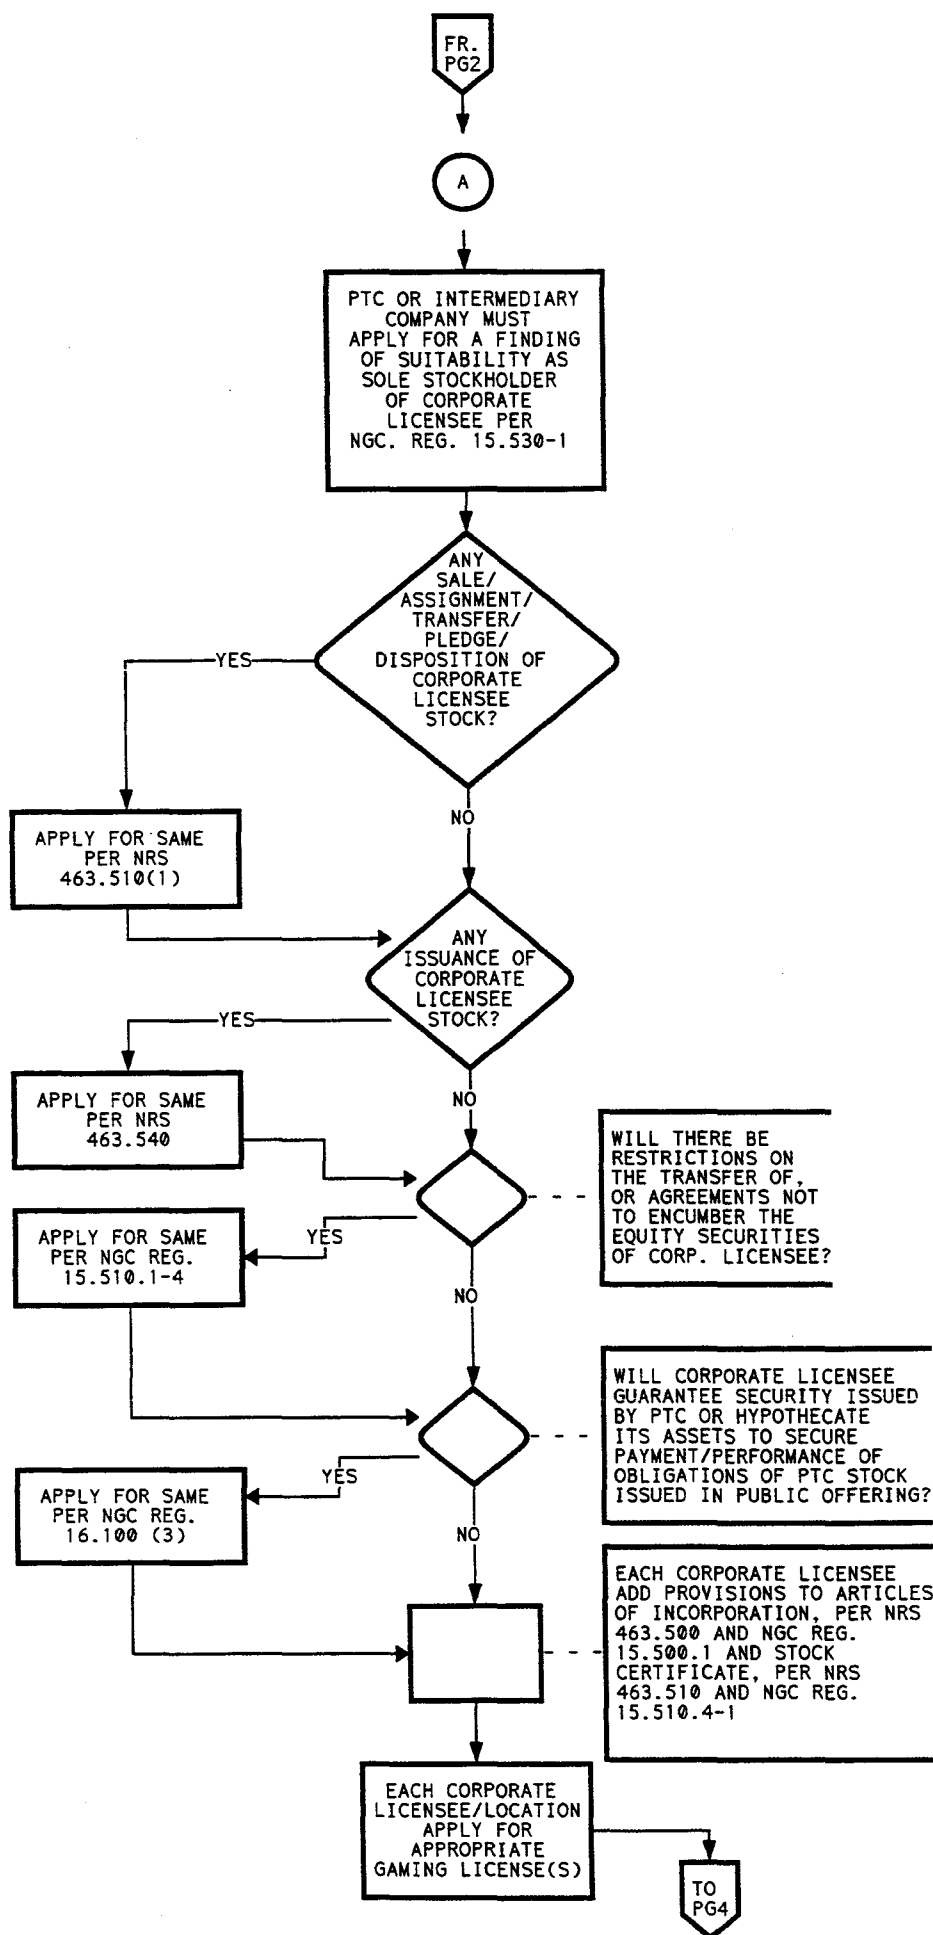 FR.
PG2
A
PTC OR INTERMEDIARY
COMPANY MUST
APPLY FOR A FINDING
OF SUITABILITY AS
SOLE STOCKHOLDER
OF CORPORATE
LICENSEE PER
NGC. REG. 15.530-1
ANY
SALE/
ASSIGNMENT/
TRANSFER/
PLEDGE/
DISPOSITION OF
CORPORATE
LICENSEE
STOCK?
YES
NO
APPLY FOR SAME
PER NRS
463.510(1)
ANY
ISSUANCE OF
CORPORATE
LICENSEE
STOCK?
YES
NO
APPLY FOR SAME
PER NRS
463.540
WILL THERE BE
RESTRICTIONS ON
THE TRANSFER OF,
OR AGREEMENTS NOT
TO ENCUMBER THE
EQUITY SECURITIES
OF CORP. LICENSEE?
YES
NO
APPLY FOR SAME
PER NGC REG.
15.510.1-4
WILL CORPORATE LICENSEE
GUARANTEE SECURITY ISSUED
BY PTC OR HYPOTHECATE
ITS ASSETS TO SECURE
PAYMENT/PERFORMANCE OF
OBLIGATIONS OF PTC STOCK
ISSUED IN PUBLIC OFFERING?
YES
NO
APPLY FOR SAME
PER NGC REG.
16.100 (3)
EACH CORPORATE LICENSEE
ADD PROVISIONS TO ARTICLES
OF INCORPORATION, PER NRS
463.500 AND NGC REG.
15.500.1 AND STOCK
CERTIFICATE, PER NRS
463.510 AND NGC REG.
15.510.4-1
EACH CORPORATE
LICENSEE/LOCATION
APPLY FOR
APPROPRIATE
GAMING LICENSE(S)
TO
PG4